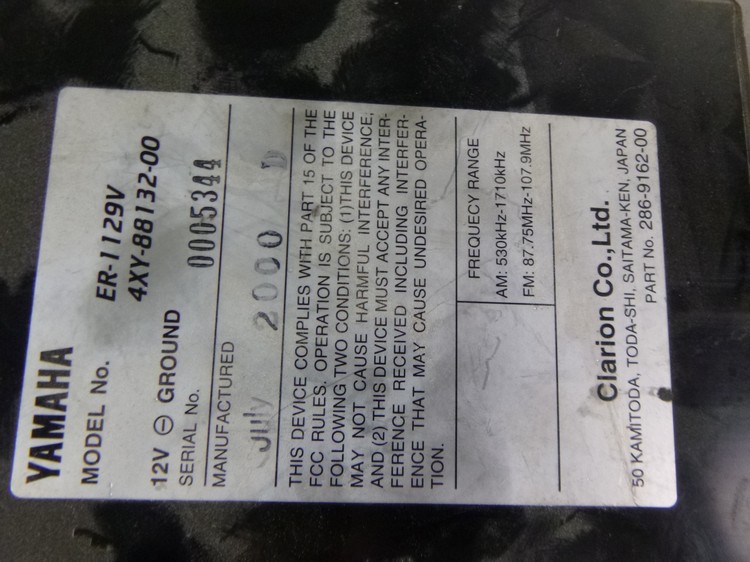 YAMAHA
MODEL No. ER-1129V
4XY-88132-00
12V ⊖ GROUND
SERIAL No. 0005344
MANUFACTURED
July 2000 D
THIS DEVICE COMPLIES WITH PART 15 OF THE
FCC RULES. OPERATION IS SUBJECT TO THE
FOLLOWING TWO CONDITIONS: (1)THIS DEVICE
MAY NOT CAUSE HARMFUL INTERFERENCE,
AND,(2)THIS DEVICE MUST ACCEPT ANY INTER-
FERENCE RECEIVED INCLUDING INTERFER-
ENCE THAT MAY CAUSE UNDESIRED OPERA-
TION.
FREQUECY RANGE
AM: 530kHz-1710kHz
FM: 87.75MHz-107.9MHz
Clarion Co.,Ltd.
50 KAMITODA, TODA-SHI, SAITAMA-KEN, JAPAN
PART No. 286-9162-00